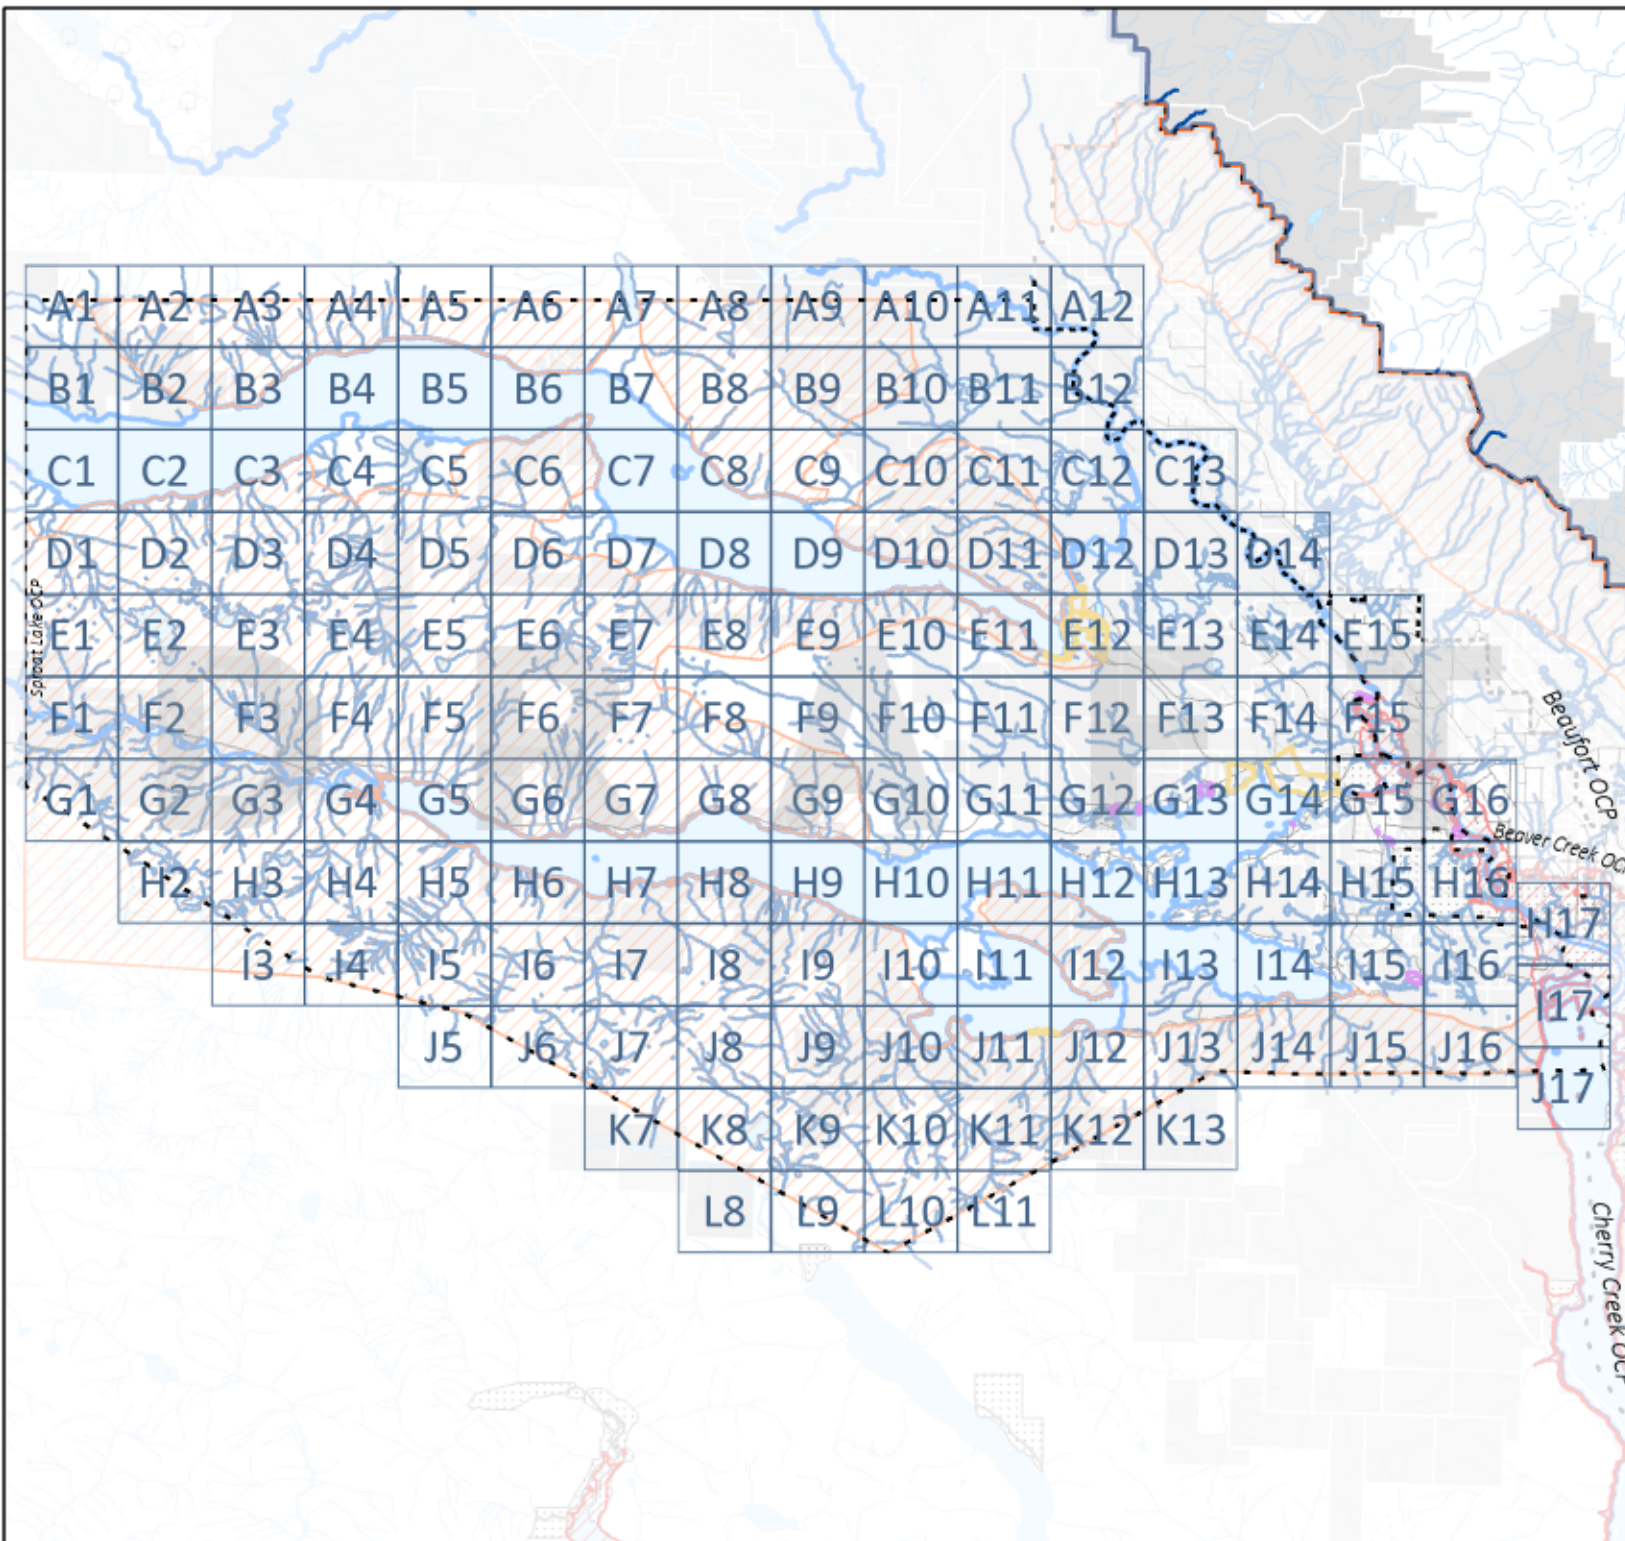 A1 A2 A3 A4 A5 A6 A7 A8 A9 A10 A11 A12
B1 B2 B3 B4 B5 B6 B7 B8 B9 B10 B11 B12
C1 C2 C3 C4 C5 C6 C7 C8 C9 C10 C11 C12 C13
D1 D2 D3 D4 D5 D6 D7 D8 D9 D10 D11 D12 D13 D14
Sproat Lake OCP
E1 E2 E3 E4 E5 E6 E7 E8 E9 E10 E11 E12 E13 E14 E15
DRAFT
F1 F2 F3 F4 F5 F6 F7 F8 F9 F10 F11 F12 F13 F14 F15
Beaufort OCP
G1 G2 G3 G4 G5 G6 G7 G8 G9 G10 G11 G12 G13 G14 G15 G16
Beaver Creek OC
H2 H3 H4 H5 H6 H7 H8 H9 H10 H11 H12 H13 H14 H15 H16
H17
I3 I4 I5 I6 I7 I8 I9 I10 I11 I12 I13 I14 I15 I16
I17
J5 J6 J7 J8 J9 J10 J11 J12 J13 J14 J15 J16
J17
K7 K8 K9 K10 K11 K12 K13
L8 L9 L10 L11
Cherry Creek OCP